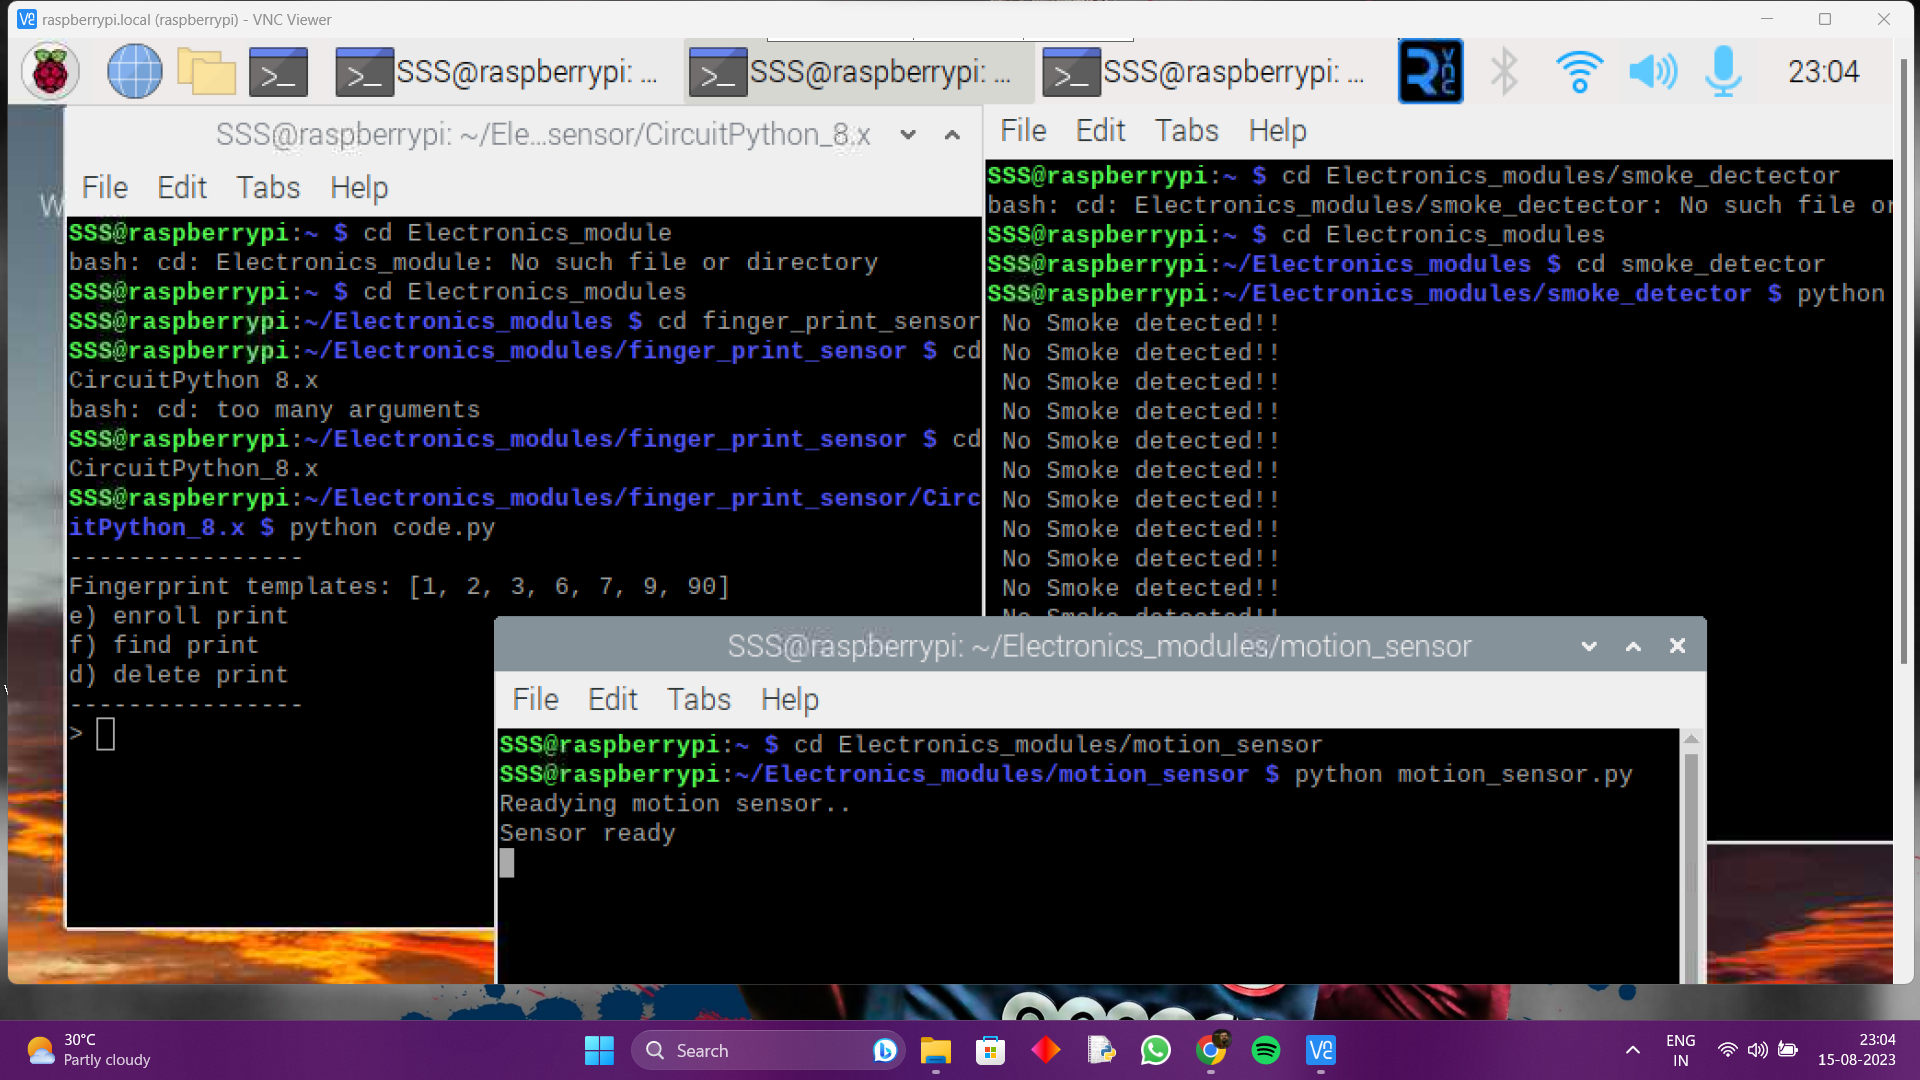 raspberrypi.local (raspberrypi) - VNC Viewer
SSS@raspberrypi: ...
SSS@raspberrypi: ...
SSS@raspberrypi: ...
23:04
SSS@raspberrypi: ~/Ele...sensor/CircuitPython_8.x
File Edit Tabs Help
SSS@raspberrypi:~ $ cd Electronics_module
bash: cd: Electronics_module: No such file or directory
SSS@raspberrypi:~ $ cd Electronics_modules
SSS@raspberrypi:~/Electronics_modules $ cd finger_print_sensor
SSS@raspberrypi:~/Electronics_modules/finger_print_sensor $ cd
CircuitPython 8.x
bash: cd: too many arguments
SSS@raspberrypi:~/Electronics_modules/finger_print_sensor $ cd
CircuitPython_8.x
SSS@raspberrypi:~/Electronics_modules/finger_print_sensor/Circ
itPython_8.x $ python code.py
----------------
Fingerprint templates: [1, 2, 3, 6, 7, 9, 90]
e) enroll print
f) find print
d) delete print
----------------
>
File Edit Tabs Help
SSS@raspberrypi:~ $ cd Electronics_modules/smoke_dectector
bash: cd: Electronics_modules/smoke_dectector: No such file or
SSS@raspberrypi:~ $ cd Electronics_modules
SSS@raspberrypi:~/Electronics_modules $ cd smoke_detector
SSS@raspberrypi:~/Electronics_modules/smoke_detector $ python
No Smoke detected!!
No Smoke detected!!
No Smoke detected!!
No Smoke detected!!
No Smoke detected!!
No Smoke detected!!
No Smoke detected!!
No Smoke detected!!
No Smoke detected!!
No Smoke detected!!
No Smoke detected!!
SSS@raspberrypi: ~/Electronics_modules/motion_sensor
File Edit Tabs Help
SSS@raspberrypi:~ $ cd Electronics_modules/motion_sensor
SSS@raspberrypi:~/Electronics_modules/motion_sensor $ python motion_sensor.py
Readying motion sensor..
Sensor ready
30°C
Partly cloudy
Search
ENG
IN
23:04
15-08-2023